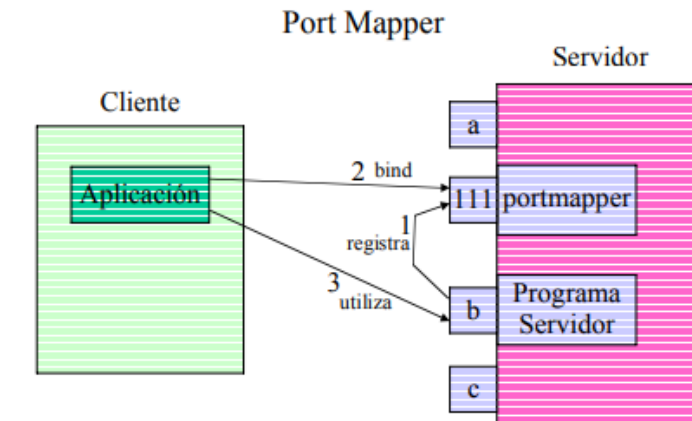 Port Mapper
Servidor
Cliente
a
2 bind
Aplicación
111 portmapper
1
registra
3
utiliza
b
Programa
Servidor
c